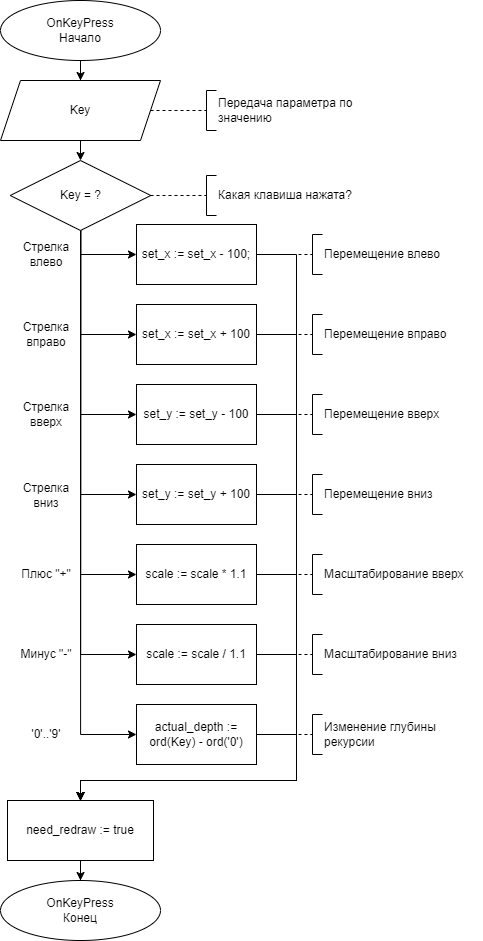 OnKeyPress
Начало
Key
Передача параметра по
значению
Key = ?
Какая клавиша нажата?
Стрелка
влево
set_x := set_x - 100;
Перемещение влево
Стрелка
вправо
set_x := set_x + 100
Перемещение вправо
Стрелка
вверх
set_y := set_y - 100
Перемещение вверх
Стрелка
вниз
set_y := set_y + 100
Перемещение вниз
Плюс "+"
scale := scale * 1.1
Масштабирование вверх
Минус "-"
scale := scale / 1.1
Масштабирование вниз
'0'..'9'
actual_depth :=
ord(Key) - ord('0')
Изменение глубины
рекурсии
need_redraw := true
OnKeyPress
Конец